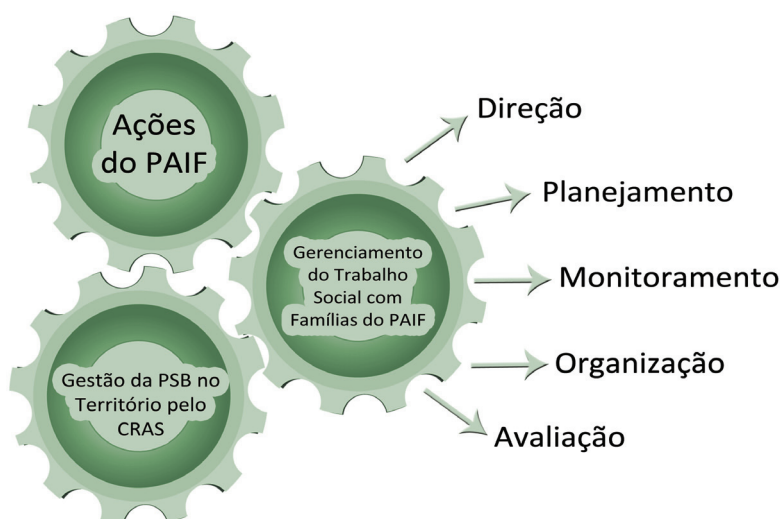 Ações
do PAIF
Gerenciamento
do Trabalho
Social com
Famílias do PAIF
Gestão da PSB no
Território pelo
CRAS
Direção
Planejamento
Monitoramento
Organização
Avaliação